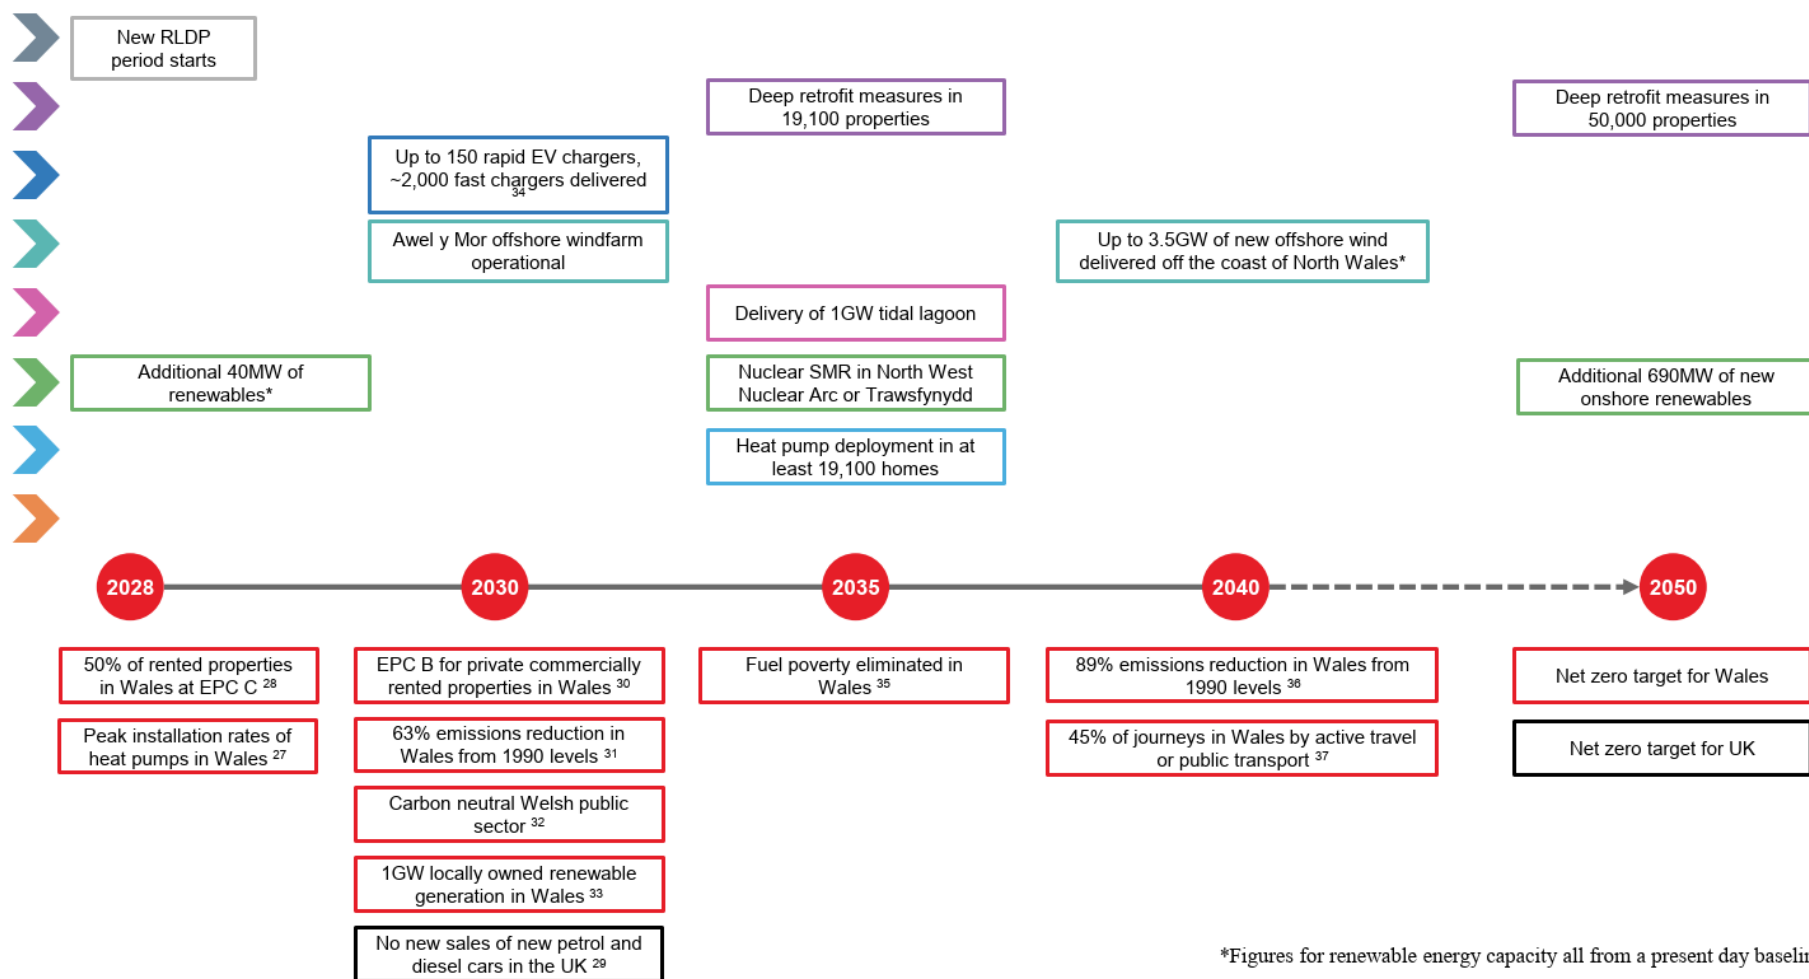 New RLDP
period starts
Deep retrofit measures in
19,100 properties
Deep retrofit measures in
50,000 properties
Up to 150 rapid EV chargers,
~2,000 fast chargers delivered
34
Awel y Mor offshore windfarm
operational
Up to 3.5GW of new offshore wind
delivered off the coast of North Wales*
Delivery of 1GW tidal lagoon
Additional 40MW of
renewables*
Nuclear SMR in North West
Nuclear Arc or Trawsfynydd
Additional 690MW of new
onshore renewables
Heat pump deployment in at
least 19,100 homes
2028
2030
2035
2040
2050
50% of rented properties
in Wales at EPC C 28
Peak installation rates of
heat pumps in Wales 27
EPC B for private commercially
rented properties in Wales 30
63% emissions reduction in
Wales from 1990 levels 31
Carbon neutral Welsh public
sector 32
1GW locally owned renewable
generation in Wales 33
No new sales of new petrol and
diesel cars in the UK 29
Fuel poverty eliminated in
Wales 35
89% emissions reduction in Wales from
1990 levels 36
45% of journeys in Wales by active travel
or public transport 37
Net zero target for Wales
Net zero target for UK
*Figures for renewable energy capacity all from a present day baselin